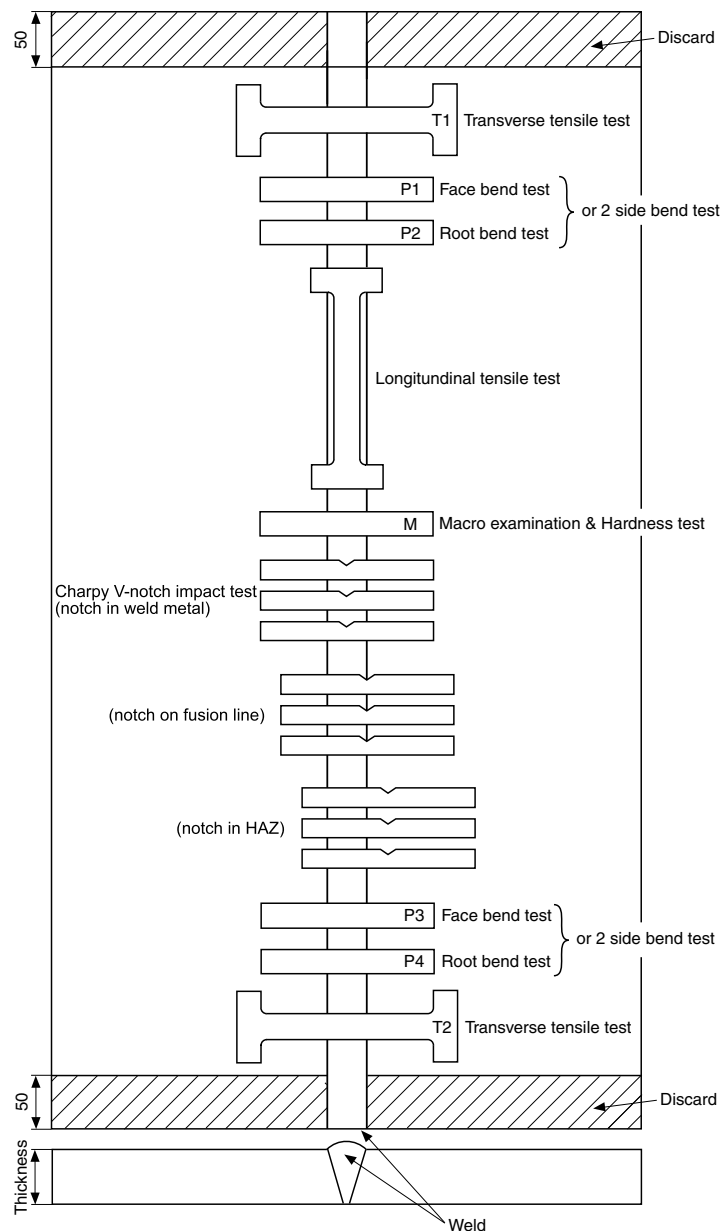 50
Discard
T1 Transverse tensile test
P1 Face bend test
or 2 side bend test
P2 Root bend test
Longitundinal tensile test
M Macro examination & Hardness test
Charpy V-notch impact test
(notch in weld metal)
(notch on fusion line)
(notch in HAZ)
P3 Face bend test
or 2 side bend test
P4 Root bend test
T2 Transverse tensile test
50
Discard
Thickness
Weld